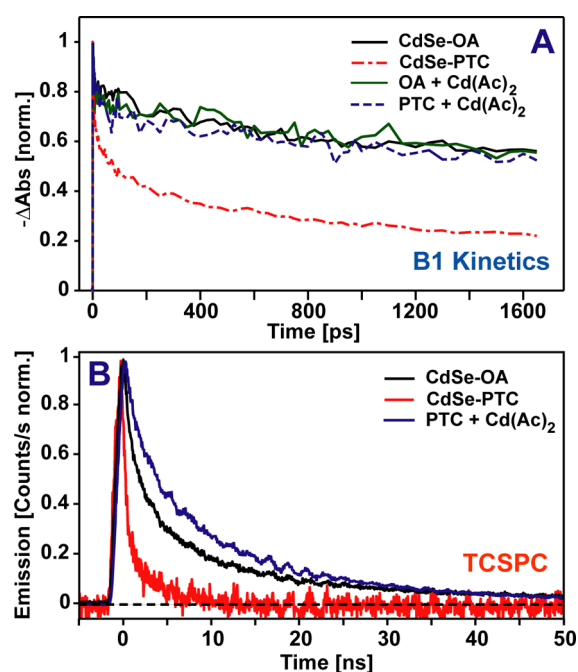 A
CdSe-OA
CdSe-PTC
OA + Cd(Ac)₂
PTC + Cd(Ac)₂
-ΔAbs [norm.]
1
0.8
0.6
0.4
0.2
0
B1 Kinetics
0 400 800 1200 1600
Time [ps]
B
CdSe-OA
CdSe-PTC
PTC + Cd(Ac)₂
Emission [Counts/s norm.]
1
0.8
0.6
0.4
0.2
0
TCSPC
0 10 20 30 40 50
Time [ns]